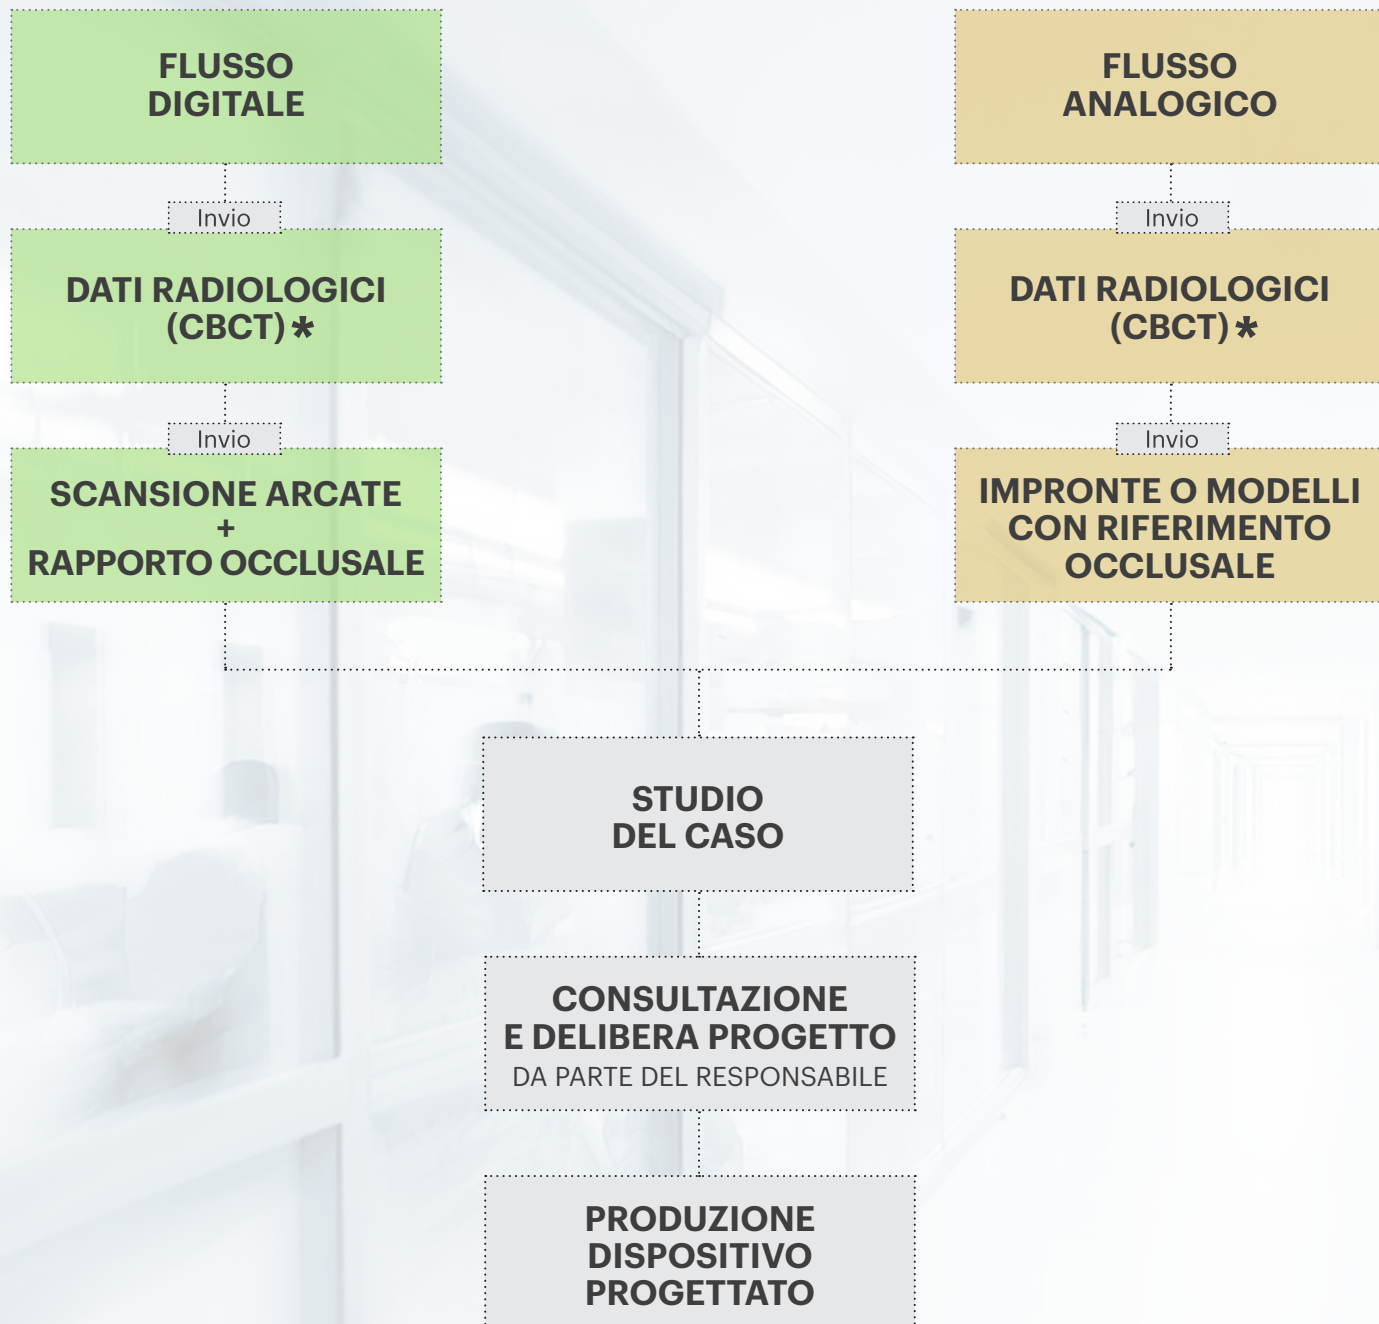 FLUSSO
DIGITALE
Invio
DATI RADIOLOGICI
(CBCT) *
Invio
SCANSIONE ARCATE
+
RAPPORTO OCCLUSALE
FLUSSO
ANALOGICO
Invio
DATI RADIOLOGICI
(CBCT) *
Invio
IMPRONTE O MODELLI
CON RIFERIMENTO
OCCLUSALE
STUDIO
DEL CASO
CONSULTAZIONE
E DELIBERA PROGETTO
DA PARTE DEL RESPONSABILE
PRODUZIONE
DISPOSITIVO
PROGETTATO